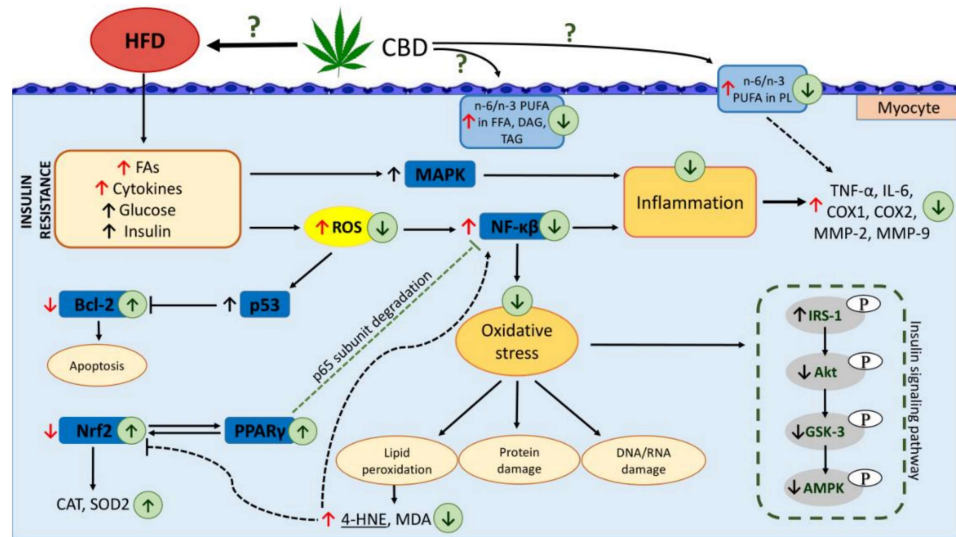 HFD
?
CBD
?
?
n-6/n-3 PUFA
in FFA, DAG,
TAG
n-6/n-3
PUFA in PL
Myocyte
INSULIN
RESISTANCE
↑ FAs
↑ Cytokines
↑ Glucose
↑ Insulin
↑ MAPK
Inflammation
TNF-α, IL-6,
COX1, COX2,
MMP-2, MMP-9
↑ ROS
↑ NF-κβ
Bcl-2
↑ p53
Apoptosis
p65 subunit degradation
Oxidative
stress
Nrf2
PPARγ
CAT, SOD2
Lipid
peroxidation
Protein
damage
DNA/RNA
damage
↑ 4-HNE, MDA
↑ IRS-1
P
↓ Akt
P
↓ GSK-3
P
↓ AMPK
P
Insulin signaling pathway